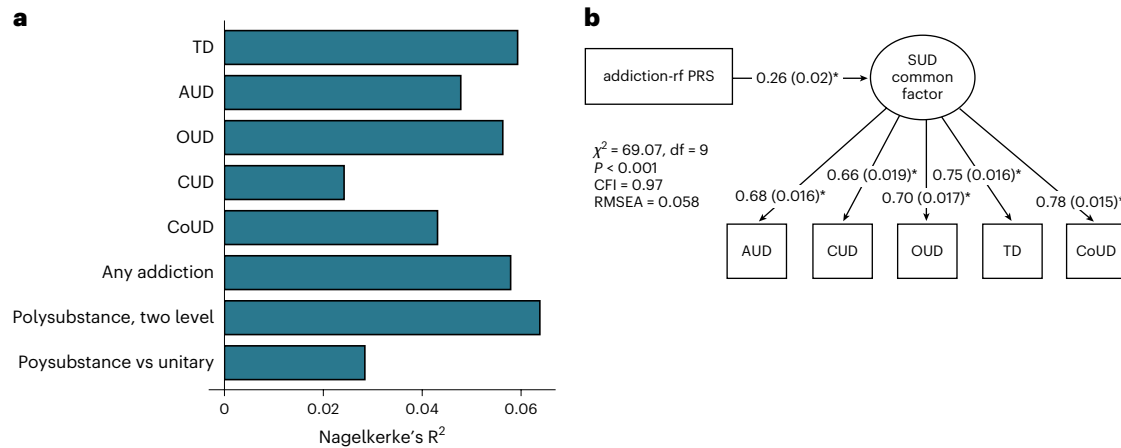 a
TD
AUD
OUD
CUD
CoUD
Any addiction
Polysubstance, two level
Poysubstance vs unitary
0 0.02 0.04 0.06
Nagelkerke's R²
b
addiction-rf PRS
0.26 (0.02)*
SUD
common
factor
χ² = 69.07, df = 9
P < 0.001
CFI = 0.97
RMSEA = 0.058
0.68 (0.016)*
0.66 (0.019)*
0.70 (0.017)*
0.75 (0.016)*
0.78 (0.015)*
AUD CUD OUD TD CoUD